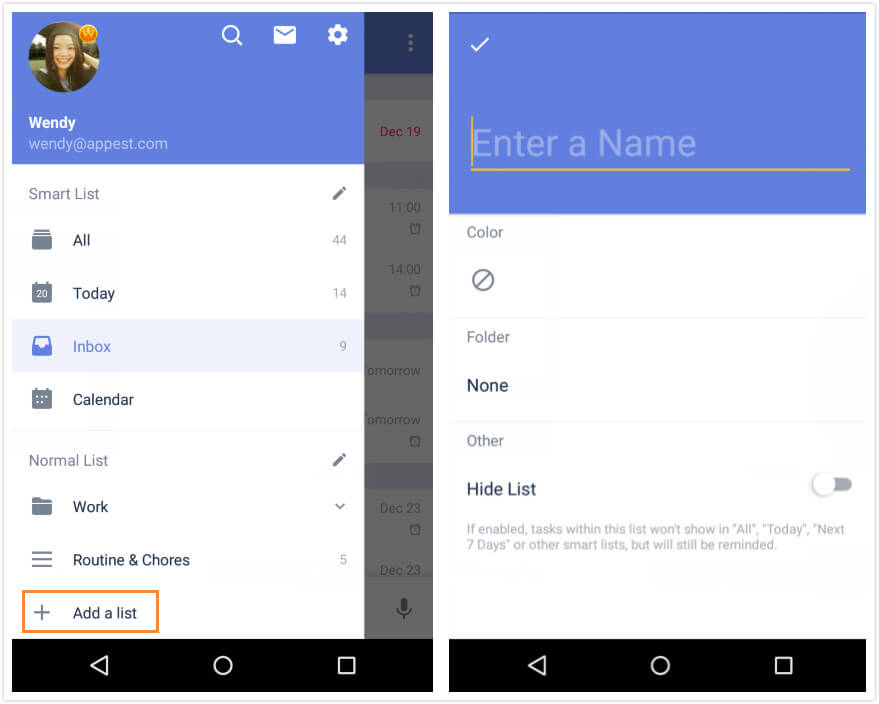 Wendy
wendy@appest.com
Dec 19
Smart List
11:00
All 44
14:00
20 Today 14
Inbox 9
Tomorrow
Calendar
Tomorrow
Normal List
Work
Dec 23
Routine & Chores 5
Dec 23
Add a list
Enter a Name
Color
Folder
None
Other
Hide List
If enabled, tasks within this list won't show in "All", "Today", "Next
7 Days" or other smart lists, but will still be reminded.